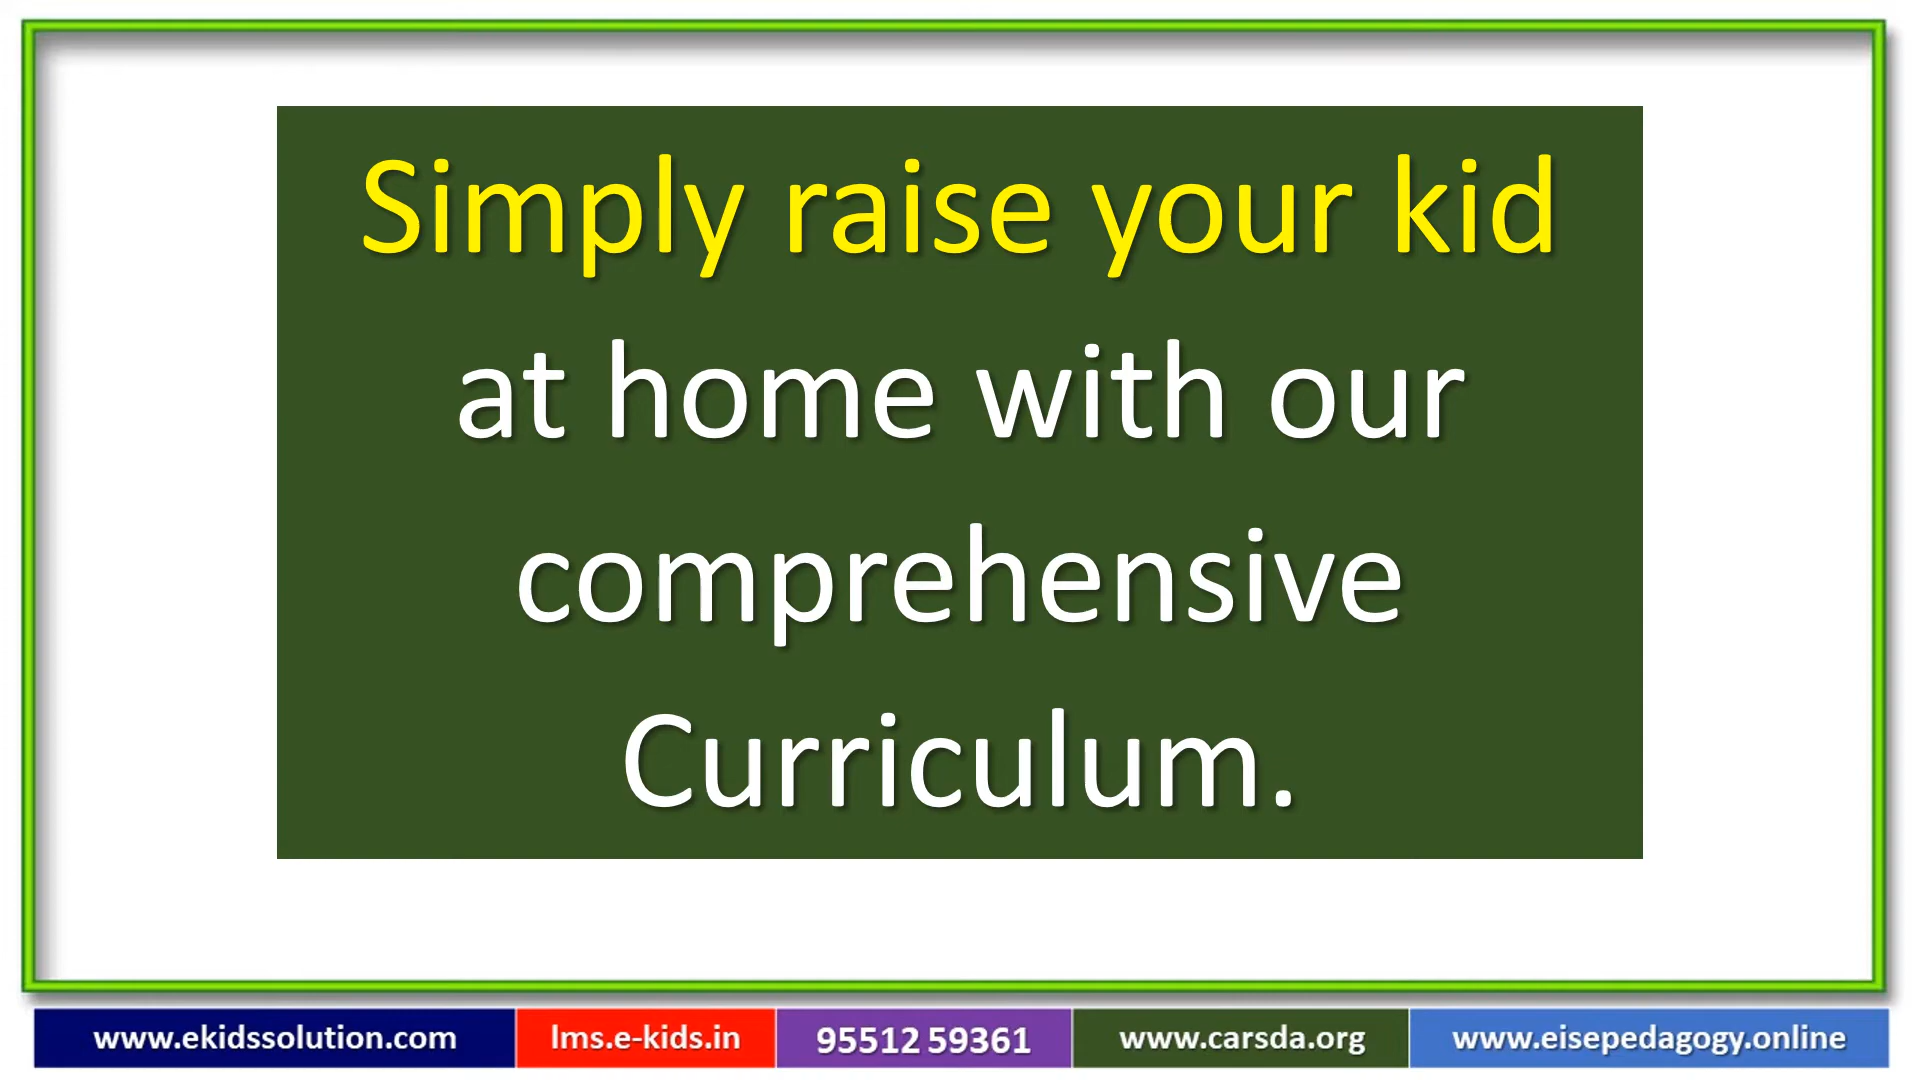 Simply raise your kid
at home with our
comprehensive
Curriculum.
www.ekidssolution.com
lms.e-kids.in
95512 59361
www.carsda.org
www.eisepedagogy.online